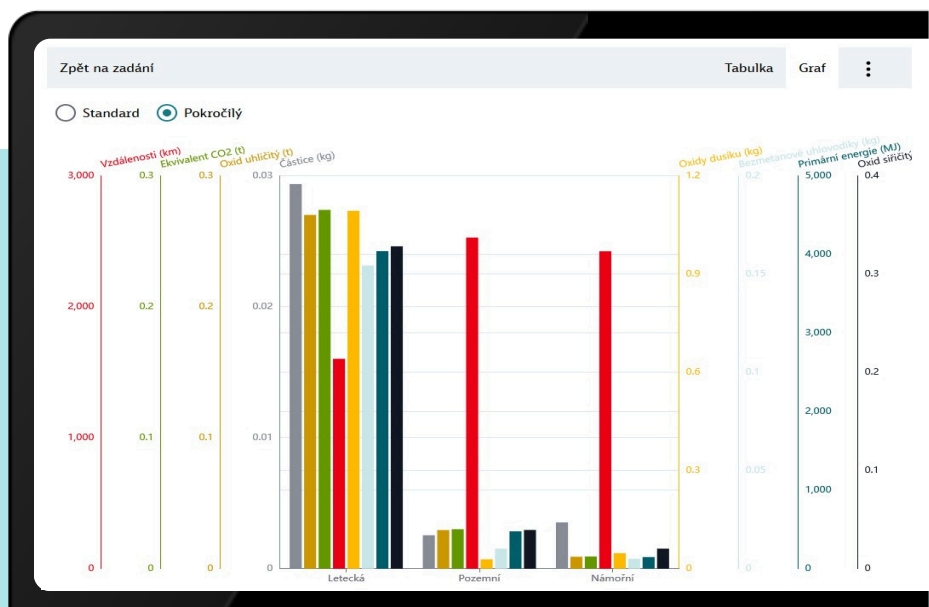 Zpět na zadání Tabulka Graf
Standard Pokročilý
Vzdálenosti (km) Ekvivalent CO2 (t) Oxid uhličitý (t) Částice (kg) Oxidy dusíku (kg) Bezmetanové uhlovodíky (kg) Primární energie (MJ) Oxid siřičitý
3,000 0.3 0.3 0.03 1.2 0.2 5,000 0.4
4,000
0.9 0.15 0.3
2,000 0.2 0.2 0.02
3,000
0.6 0.1 0.2
2,000
1,000 0.1 0.1 0.01
0.3 0.05 0.1
1,000
0 0 0 0 0 0 0 0
Letecká Pozemní Námořní